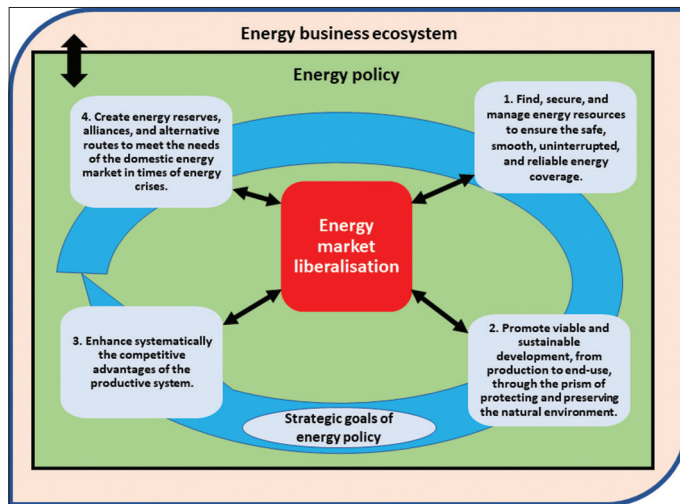 Energy business ecosystem
Energy policy
4. Create energy reserves,
alliances, and alternative
routes to meet the needs
of the domestic energy
market in times of energy
crises.
1. Find, secure, and
manage energy resources
to ensure the safe,
smooth, uninterrupted,
and reliable energy
coverage.
Energy
market
liberalisation
3. Enhance systematically
the competitive
advantages of the
productive system.
2. Promote viable and
sustainable
development, from
production to end-use,
through the prism of
protecting and preserving
the natural environment.
Strategic goals of
energy policy